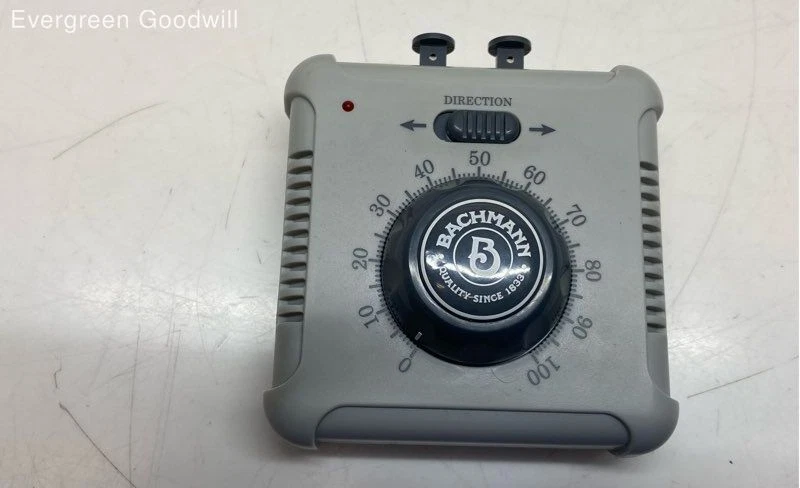 Evergreen Goodwill
DIRECTION
0
10
20
30
40
50
60
70
80
90
100
BACHMANN
B
QUALITY SINCE 1833